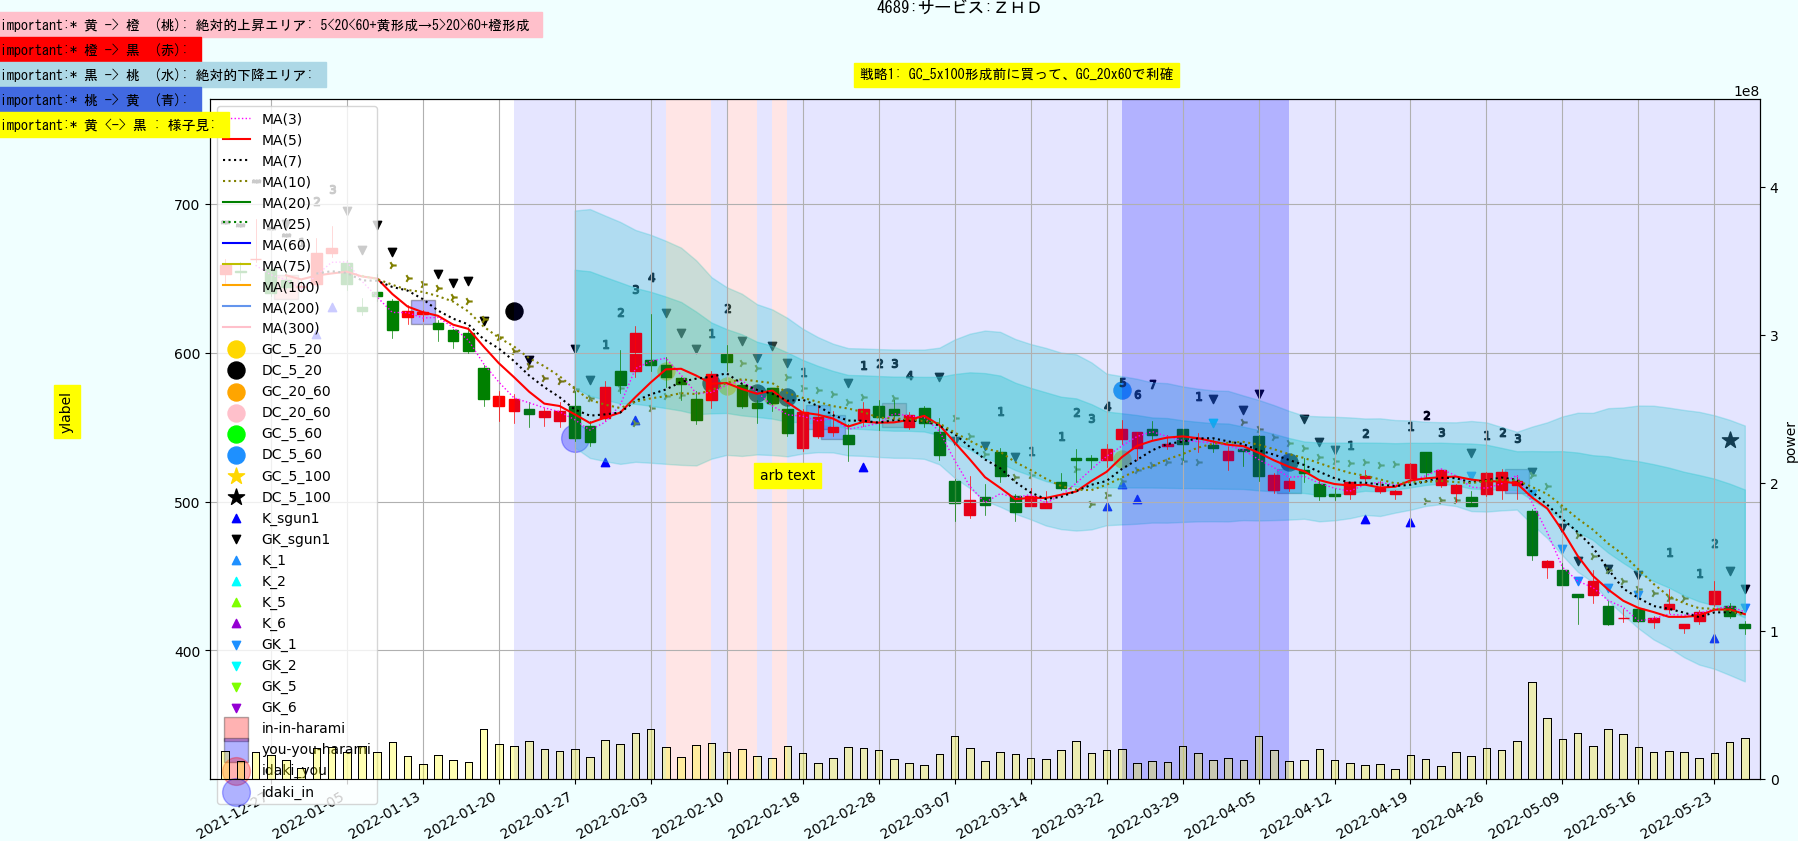 4689:サービス:ＺＨＤ
important:* 黄 -> 橙 （桃）: 絶対的上昇エリア: 5<20<60+黄形成→5>20>60+橙形成
important:* 橙 -> 黒 （赤）:
important:* 黒 -> 桃 （水）: 絶対的下降エリア:
戦略1: GC_5x100形成前に買って、GC_20x60で利確
important:* 桃 -> 黄 （青）:
important:* 黄 <-> 黒 : 様子見:
1e8
MA(3)
MA(5)
MA(7)
MA(10)
MA(20)
MA(25)
MA(60)
MA(75)
MA(100)
MA(200)
MA(300)
GC_5_20
DC_5_20
GC_20_60
DC_20_60
GC_5_60
DC_5_60
GC_5_100
DC_5_100
K_sgun1
GK_sgun1
K_1
K_2
K_5
K_6
GK_1
GK_2
GK_5
GK_6
in-in-harami
you-you-harami
idaki_you
idaki_in
700
600
500
400
ylabel
arb text
4
3
2
1
0
power
2021-12-27
2022-01-05
2022-01-13
2022-01-20
2022-01-27
2022-02-03
2022-02-10
2022-02-18
2022-02-28
2022-03-07
2022-03-14
2022-03-22
2022-03-29
2022-04-05
2022-04-12
2022-04-19
2022-04-26
2022-05-09
2022-05-16
2022-05-23